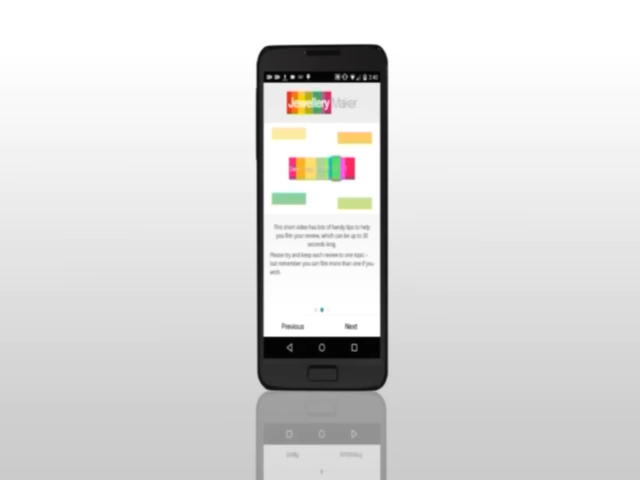 2:40
Jewellery Maker
This short video has lots of handy tips to help
you film your review, which can be up to 30
seconds long.
Please try and keep each review to one topic -
but remember you can film more than one if you
wish.
Previous Next